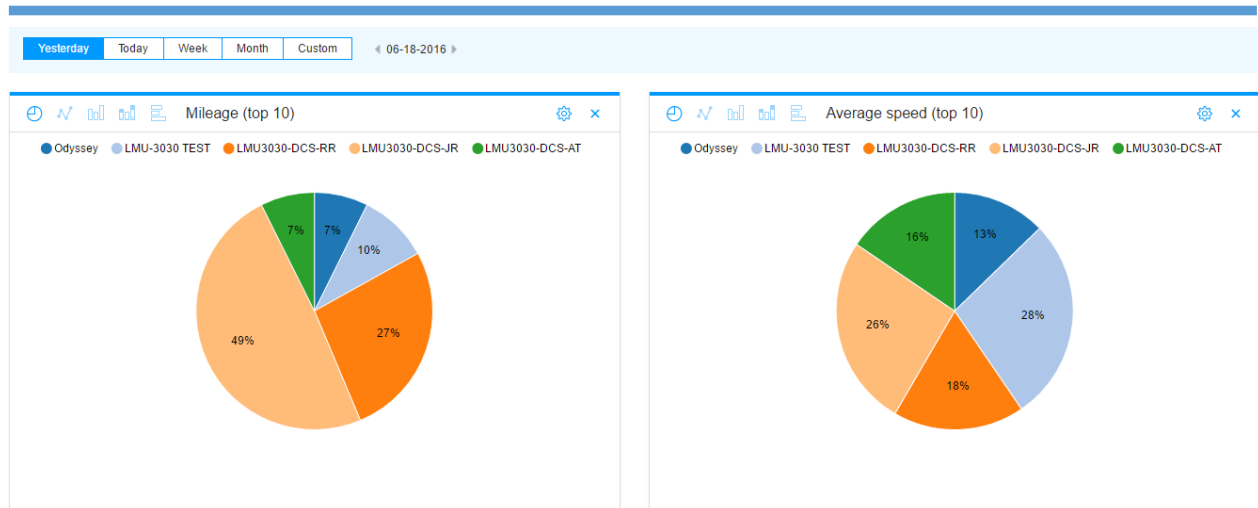 Yesterday Today Week Month Custom 06-18-2016
Mileage (top 10)
Odyssey LMU-3030 TEST LMU3030-DCS-RR LMU3030-DCS-JR LMU3030-DCS-AT
7% 7%
10%
27%
49%
Average speed (top 10)
Odyssey LMU-3030 TEST LMU3030-DCS-RR LMU3030-DCS-JR LMU3030-DCS-AT
16% 13%
28%
26%
18%